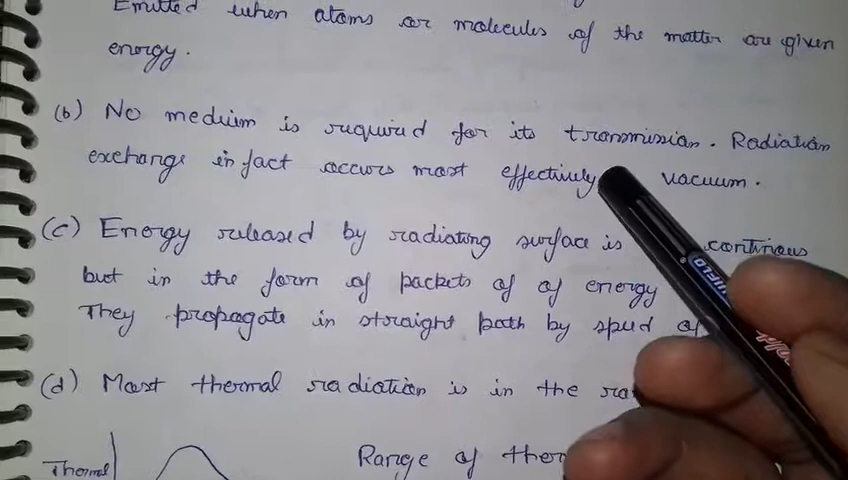 Emitted when atoms or molecules of the matter are given
energy.
(b) No medium is required for its transmission. Radiation
exchange in fact occurs most effectively vacuum.
(c) Energy released by radiating surface is continous
but in the form of packets of of energy
They propagate in straight path by speed of
(d) Most thermal radiation is in the
Thermal
Range of